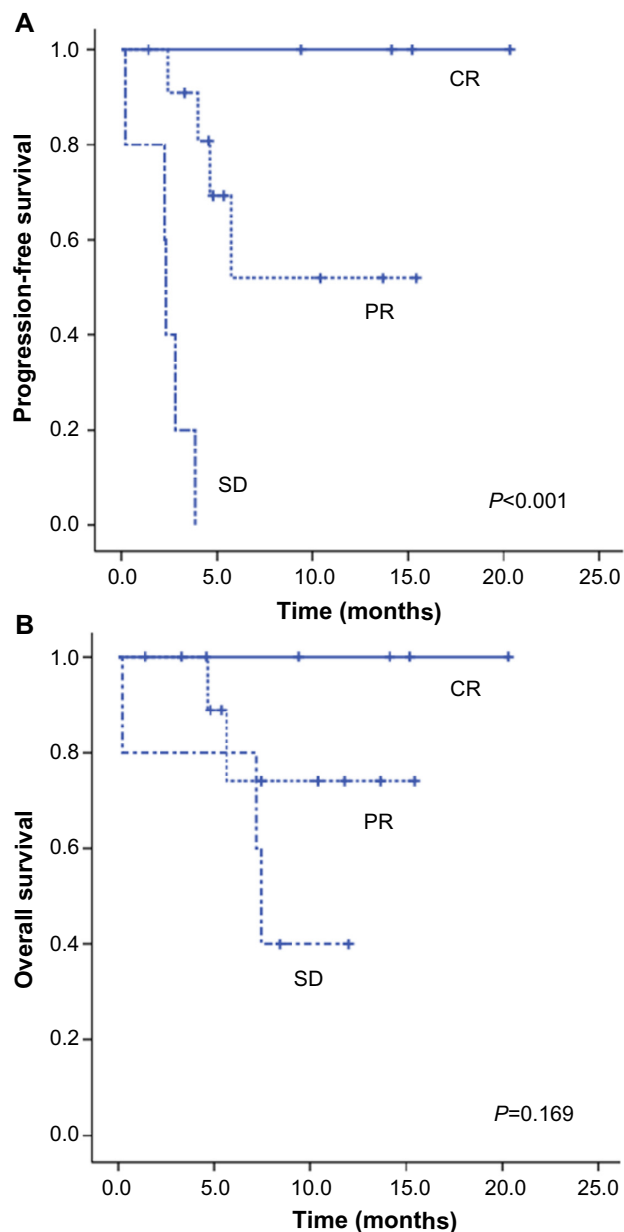 A
Progression-free survival
1.0
0.8
0.6
0.4
0.2
0.0
CR
PR
SD
P<0.001
0.0 5.0 10.0 15.0 20.0 25.0
Time (months)
B
Overall survival
1.0
0.8
0.6
0.4
0.2
0.0
CR
PR
SD
P=0.169
0.0 5.0 10.0 15.0 20.0 25.0
Time (months)